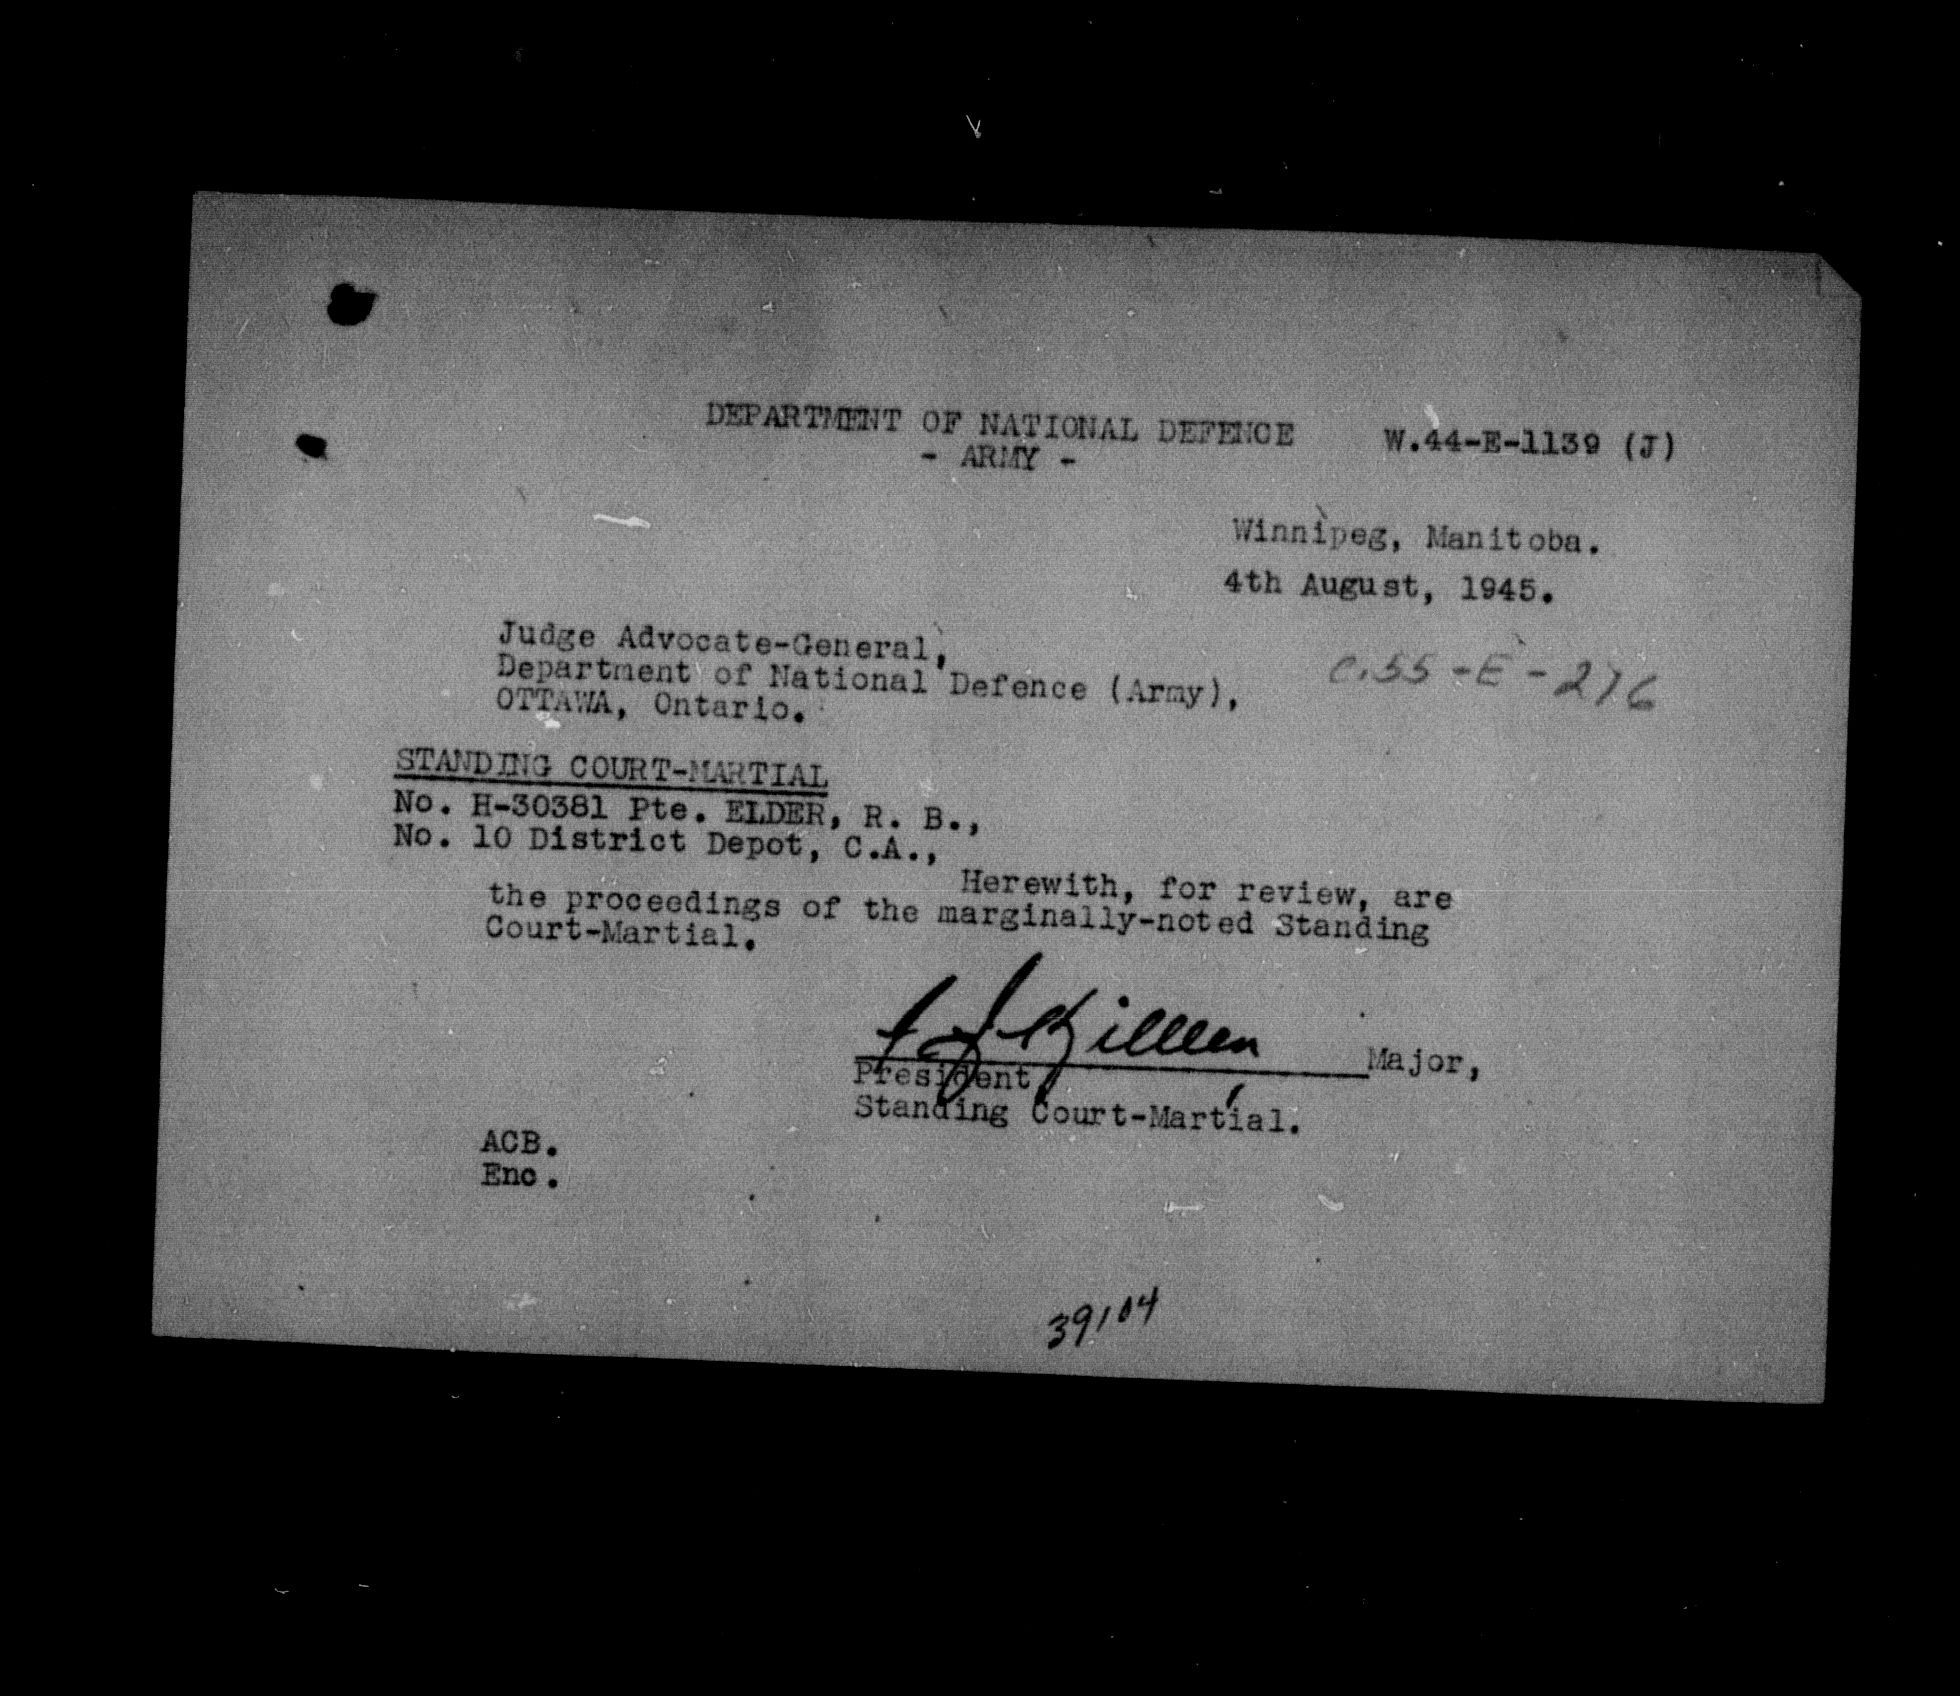 DEPARTMENT OF NATIONAL DEFENCE W.44-E-1139 (J)
- ARMY -
Winnipeg, Manitoba.
4th August, 1945.
Judge Advocate-General,
Department of National Defence (Army),
OTTAWA, Ontario.
C.55-E-276
STANDING COURT-MARTIAL
No. H-30381 Pte. ELDER, R. B.,
No. 10 District Depot, C.A.,
Herewith, for review, are
the proceedings of the marginally-noted Standing
Court-Martial.
Killeen Major,
President,
Standing Court-Martial.
ACB.
Enc.
39104